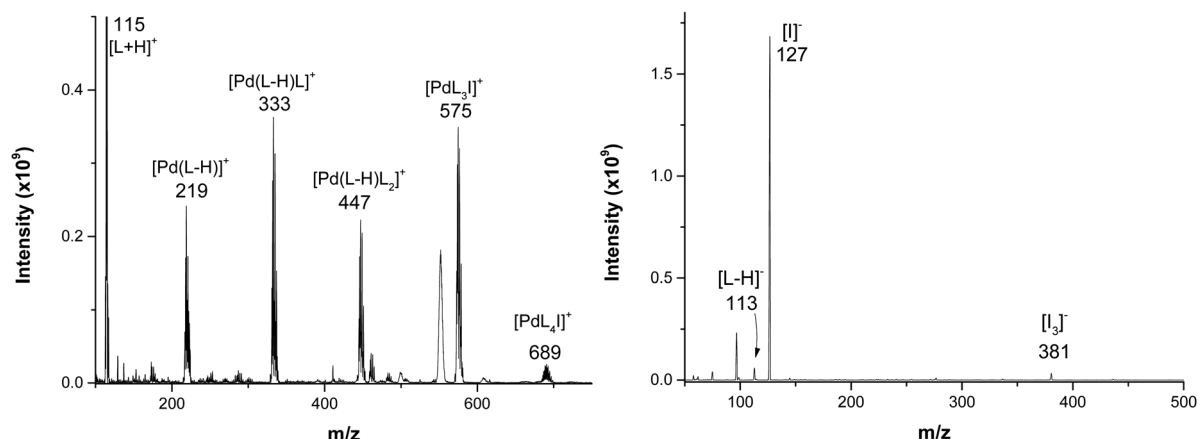 115
[L+H]⁺
[Pd(L-H)L]⁺
333
[PdL₃I]⁺
575
[Pd(L-H)]⁺
219
[Pd(L-H)L₂]⁺
447
[PdL₄I]⁺
689
0.4
0.2
0.0
200
400
600
Intensity (x10⁹)
m/z
[I]⁻
127
[L-H]⁻
113
[I₃]⁻
381
1.5
1.0
0.5
0.0
100
200
300
400
500
Intensity (x10⁹)
m/z